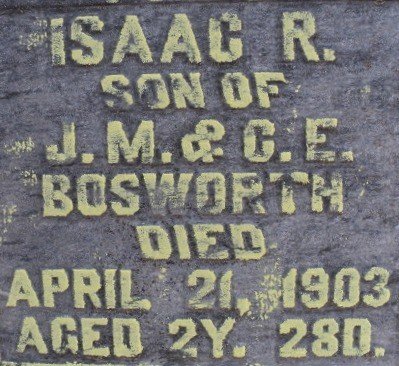 ISAAC R.
SON OF
J. M. & C. E.
BOSWORTH
DIED
APRIL 21, 1903
AGED 2Y. 28D.